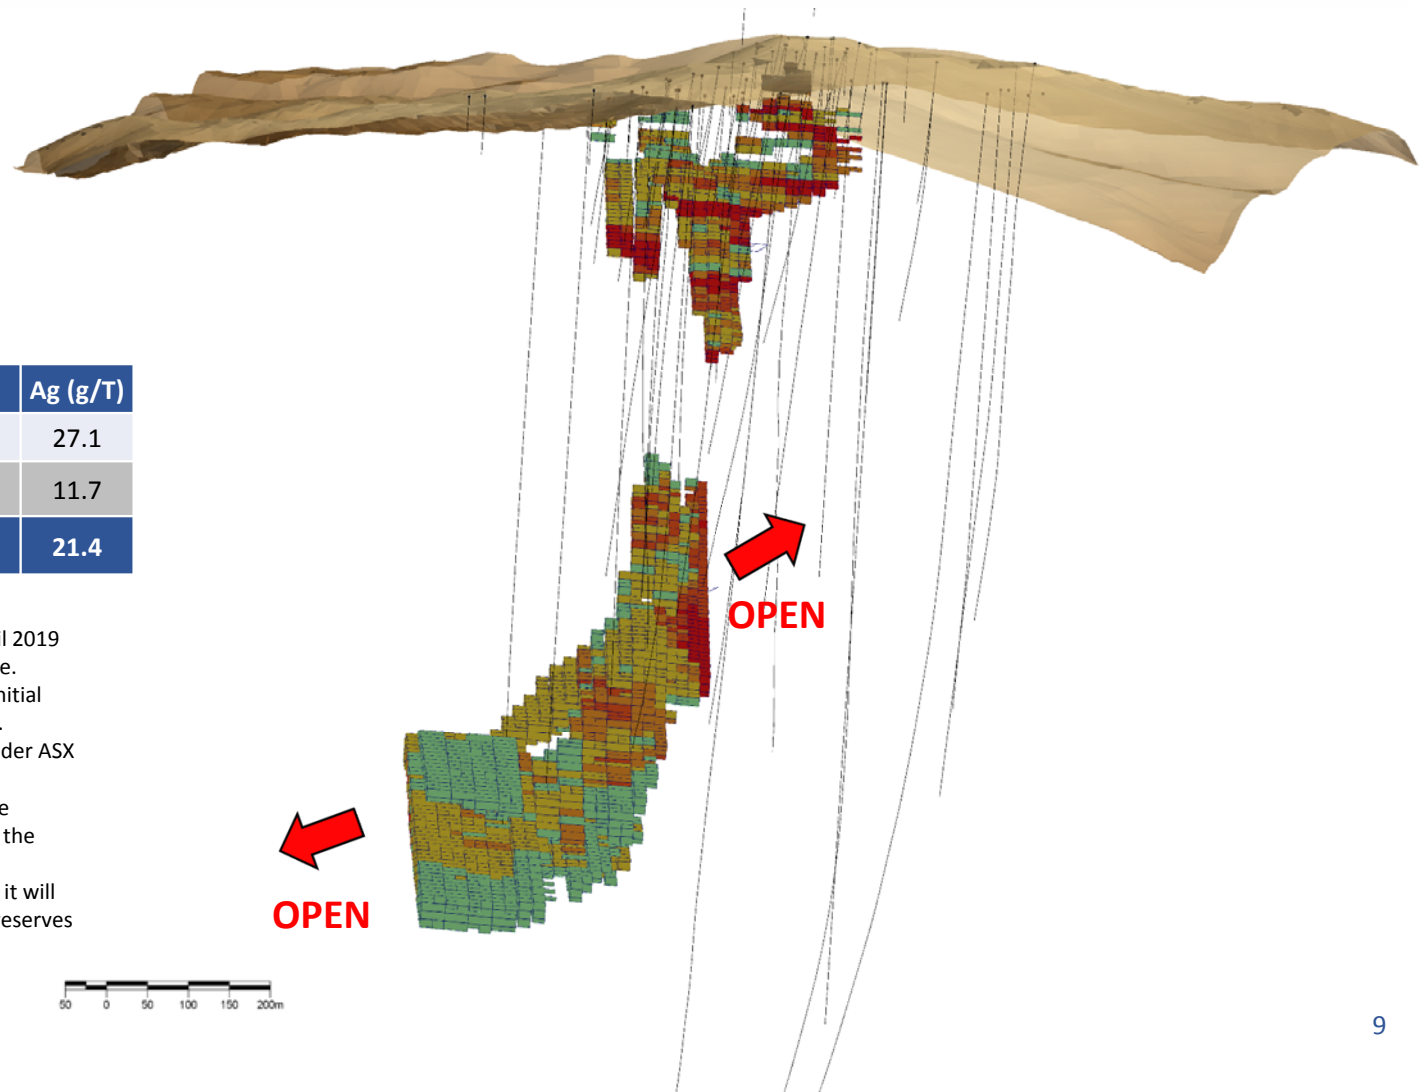 Ag (g/T)
27.1
11.7
21.4
OPEN
2019
nitial
der ASX
the
it will
eserves
OPEN
50 0 50 100 150 200m
9